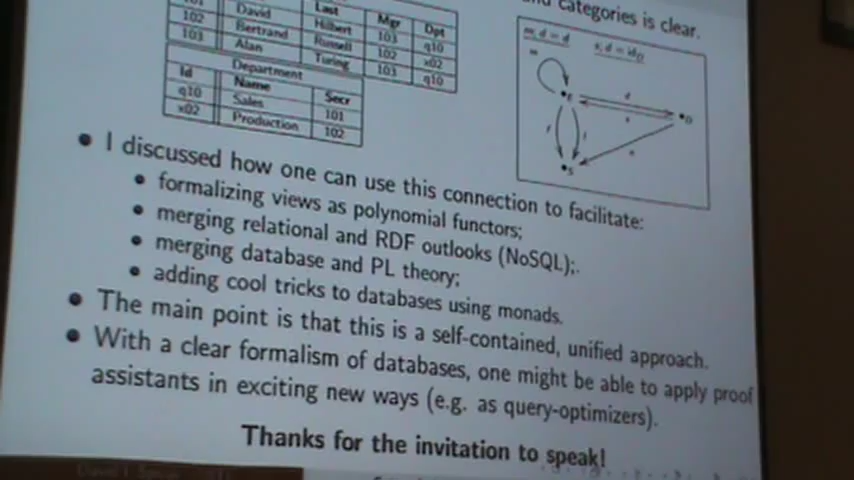 categories is clear.
Last Mgr Dpt
101 David Hilbert 103 q10
102 Bertrand Russell 102 x02
103 Alan Turing 103 q10
Department
Id Name Secr
q10 Sales 101
x02 Production 102
• I discussed how one can use this connection to facilitate:
• formalizing views as polynomial functors;
• merging relational and RDF outlooks (NoSQL);.
• merging database and PL theory;
• adding cool tricks to databases using monads.
• The main point is that this is a self-contained, unified approach.
• With a clear formalism of databases, one might be able to apply proof
assistants in exciting new ways (e.g. as query-optimizers).
Thanks for the invitation to speak!